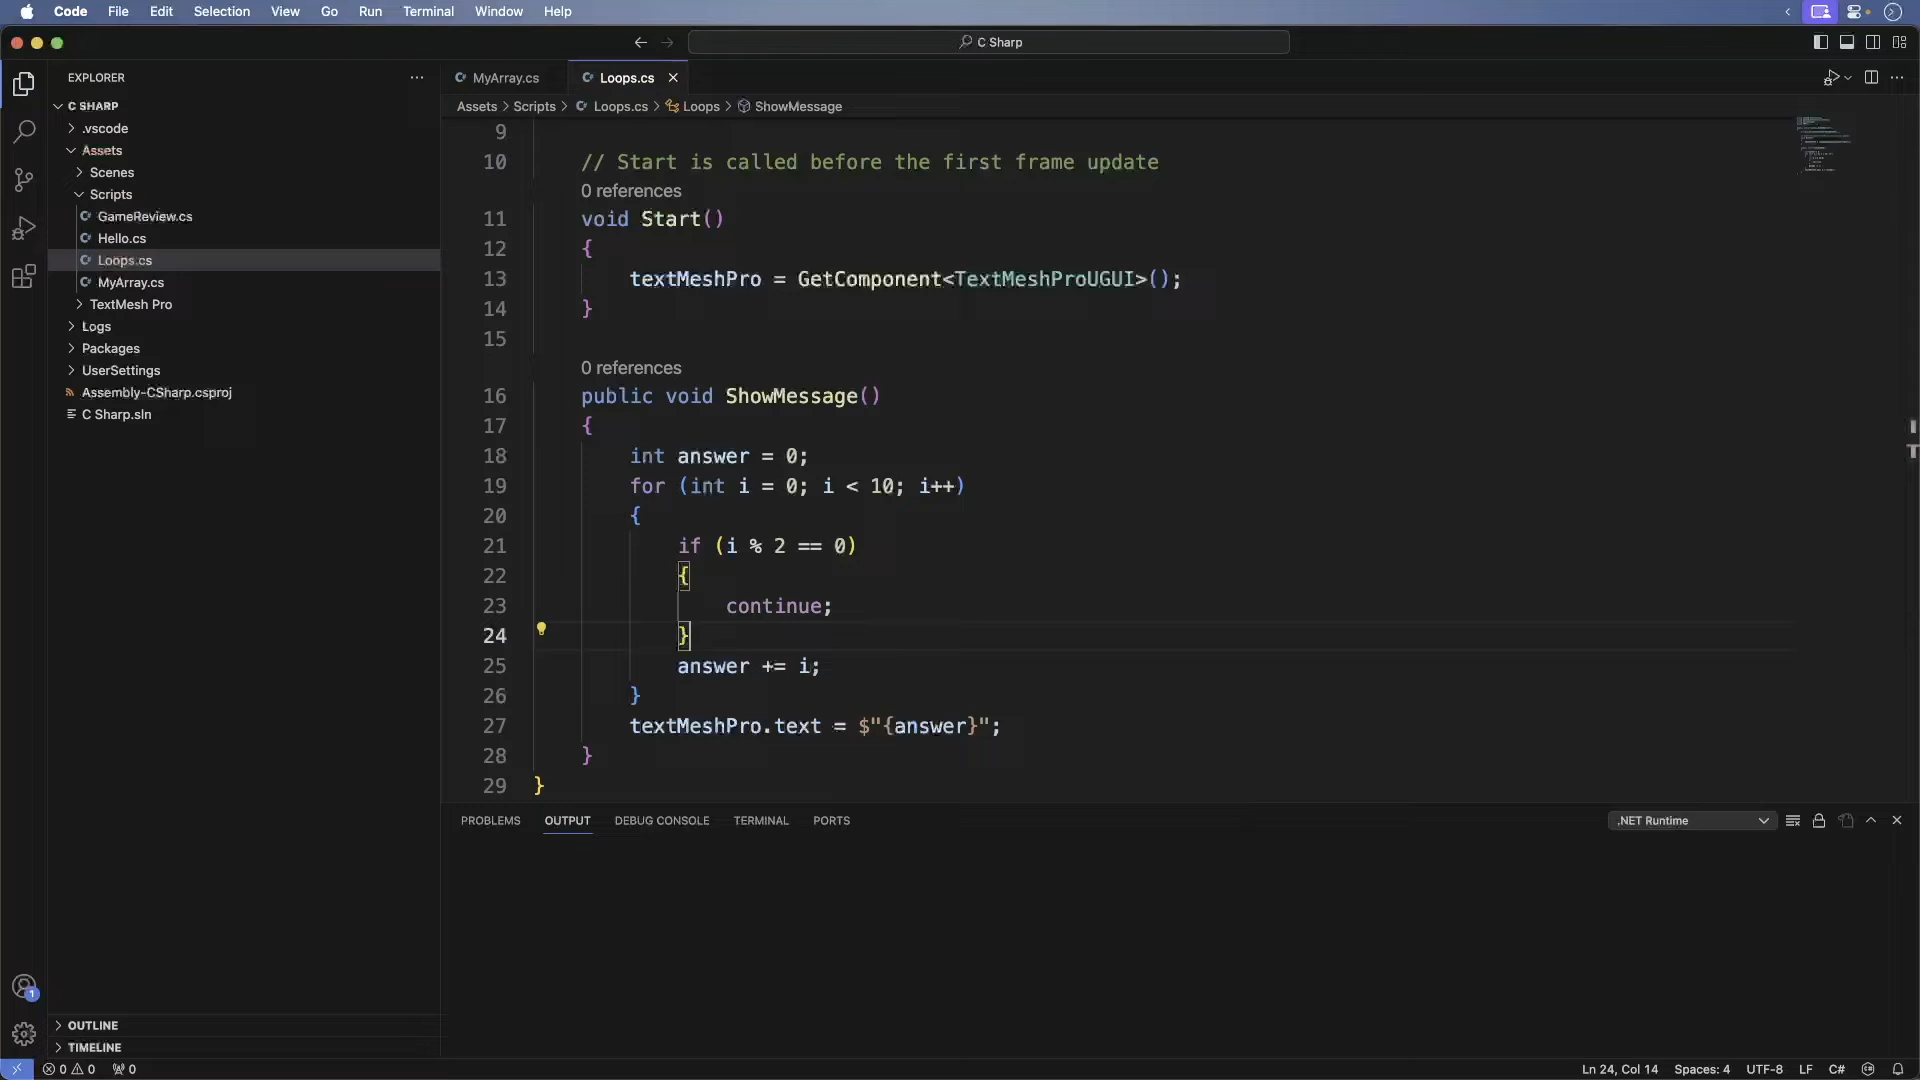 Code File Edit Selection View Go Run Terminal Window Help
C Sharp
EXPLORER
C SHARP
.vscode
Assets
Scenes
Scripts
GameReview.cs
Hello.cs
Loops.cs
MyArray.cs
TextMesh Pro
Logs
Packages
UserSettings
Assembly-CSharp.csproj
C Sharp.sln
OUTLINE
TIMELINE
MyArray.cs Loops.cs
Assets > Scripts > Loops.cs > Loops > ShowMessage
9
10 // Start is called before the first frame update
0 references
11 void Start()
12 {
13 textMeshPro = GetComponent<TextMeshProUGUI>();
14 }
15
0 references
16 public void ShowMessage()
17 {
18 int answer = 0;
19 for (int i = 0; i < 10; i++)
20 {
21 if (i % 2 == 0)
22 {
23 continue;
24 }
25 answer += i;
26 }
27 textMeshPro.text = $"{answer}";
28 }
29 }
PROBLEMS OUTPUT DEBUG CONSOLE TERMINAL PORTS
.NET Runtime
1
0 0 0
Ln 24, Col 14 Spaces: 4 UTF-8 LF C#